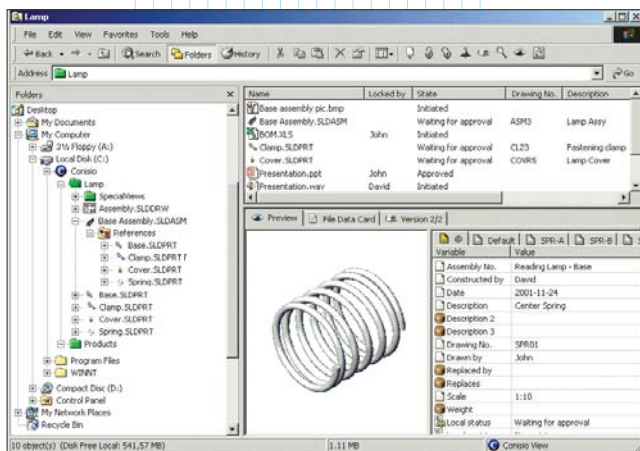 Lamp
File Edit View Favorites Tools Help
Back Search Folders History
Address Lamp Go
Folders
Desktop
My Documents
My Computer
3½ Floppy (A:)
Local Disk (C:)
Conisio
Lamp
SpecialViews
Assembly.SLDDRW
Base Assembly.SLDASM
References
Base.SLDPRT
Clamp.SLDPRT
Cover.SLDPRT
Spring.SLDPRT
Base.SLDPRT
Clamp.SLDPRT
Cover.SLDPRT
Spring.SLDPRT
Products
Program Files
WINNT
Compact Disc (D:)
Control Panel
My Network Places
Recycle Bin
Name Locked by State Drawing No. Description
Base assembly pic.bmp Initiated
Base Assembly.SLDASM Waiting for approval ASM3 Lamp Assy
BOM.XLS John Initiated
Clamp.SLDPRT Waiting for approval CL23 Fastening clamp
Cover.SLDPRT Waiting for approval COVR5 Lamp Cover
Presentation.ppt John Approved
Presentation.wav David Initiated
Preview File Data Card Version 2/2
@ Default SPR-A SPR-B S
Variable Value
Assembly No. Reading Lamp - Base
Constructed by David
Date 2001-11-24
Description Center Spring
Description 2
Description 3
Drawing No. SPR01
Drawn by John
Replaced by
Replaces
Scale 1:10
Weight
Local status Waiting for approval
10 object(s) (Disk Free Local: 541,57 MB) 1.11 MB Conisio View